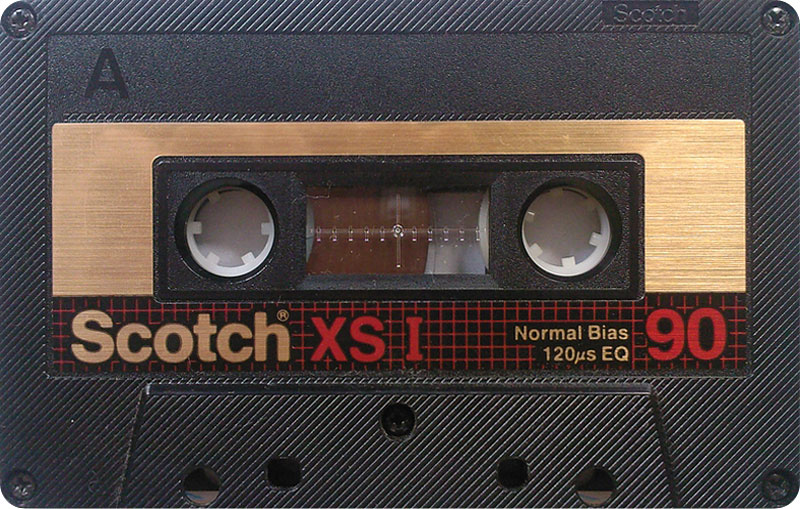 Scotch
A
Scotch® XS I
Normal Bias
120µs EQ
90